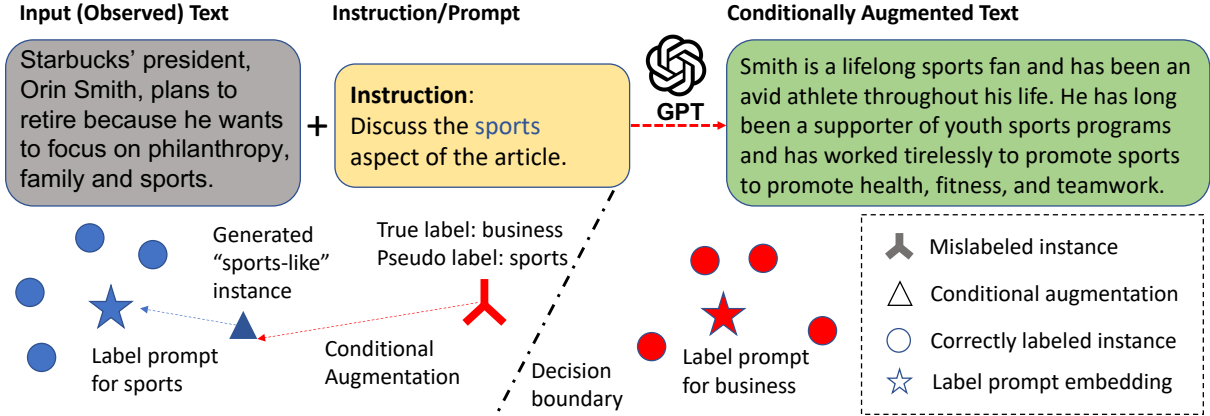 Input (Observed) Text
Instruction/Prompt
Conditionally Augmented Text
Starbucks' president,
Orin Smith, plans to
retire because he wants
to focus on philanthropy,
family and sports.
+
Instruction:
Discuss the sports
aspect of the article.
GPT
Smith is a lifelong sports fan and has been an
avid athlete throughout his life. He has long
been a supporter of youth sports programs
and has worked tirelessly to promote sports
to promote health, fitness, and teamwork.
Generated
“sports-like”
instance
True label: business
Pseudo label: sports
Label prompt
for sports
Conditional
Augmentation
Decision
boundary
Label prompt
for business
Mislabeled instance
Conditional augmentation
Correctly labeled instance
Label prompt embedding